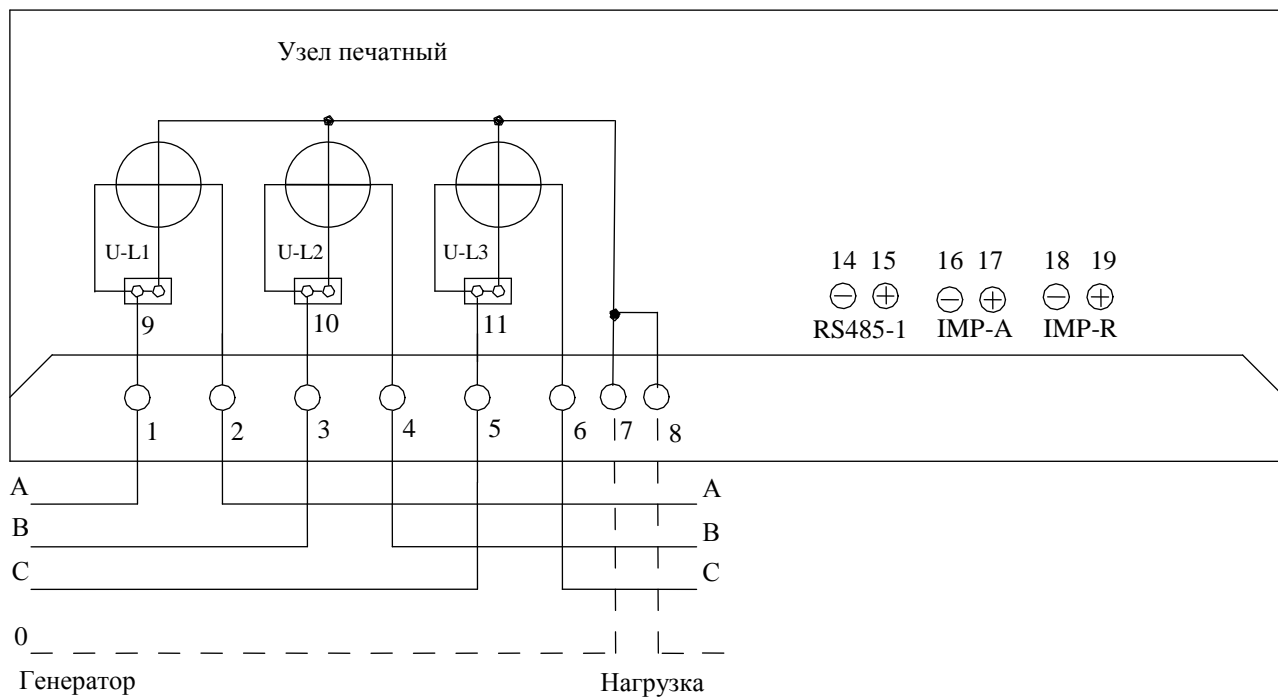 Узел печатный
U-L1 U-L2 U-L3
14 15 16 17 18 19
9 10 11
RS485-1 IMP-A IMP-R
1 2 3 4 5 6 7 8
A A
B B
C C
0
Генератор Нагрузка